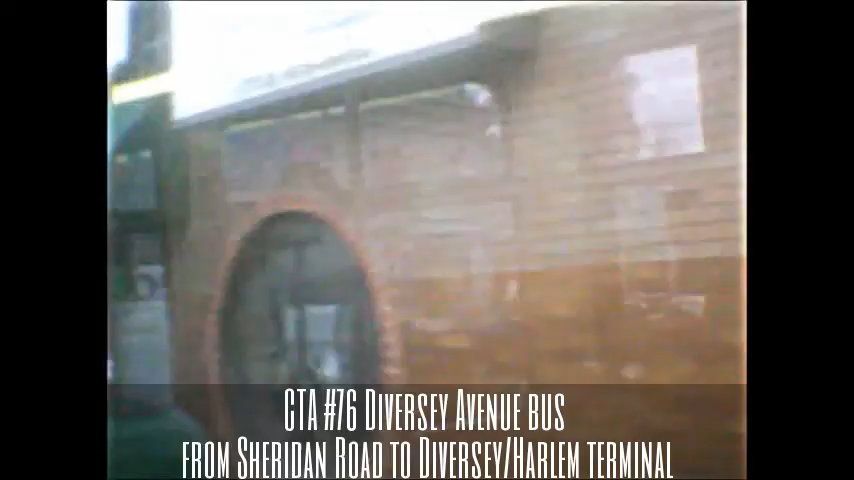 CTA #76 Diversey Avenue bus
from Sheridan Road to Diversey/Harlem terminal